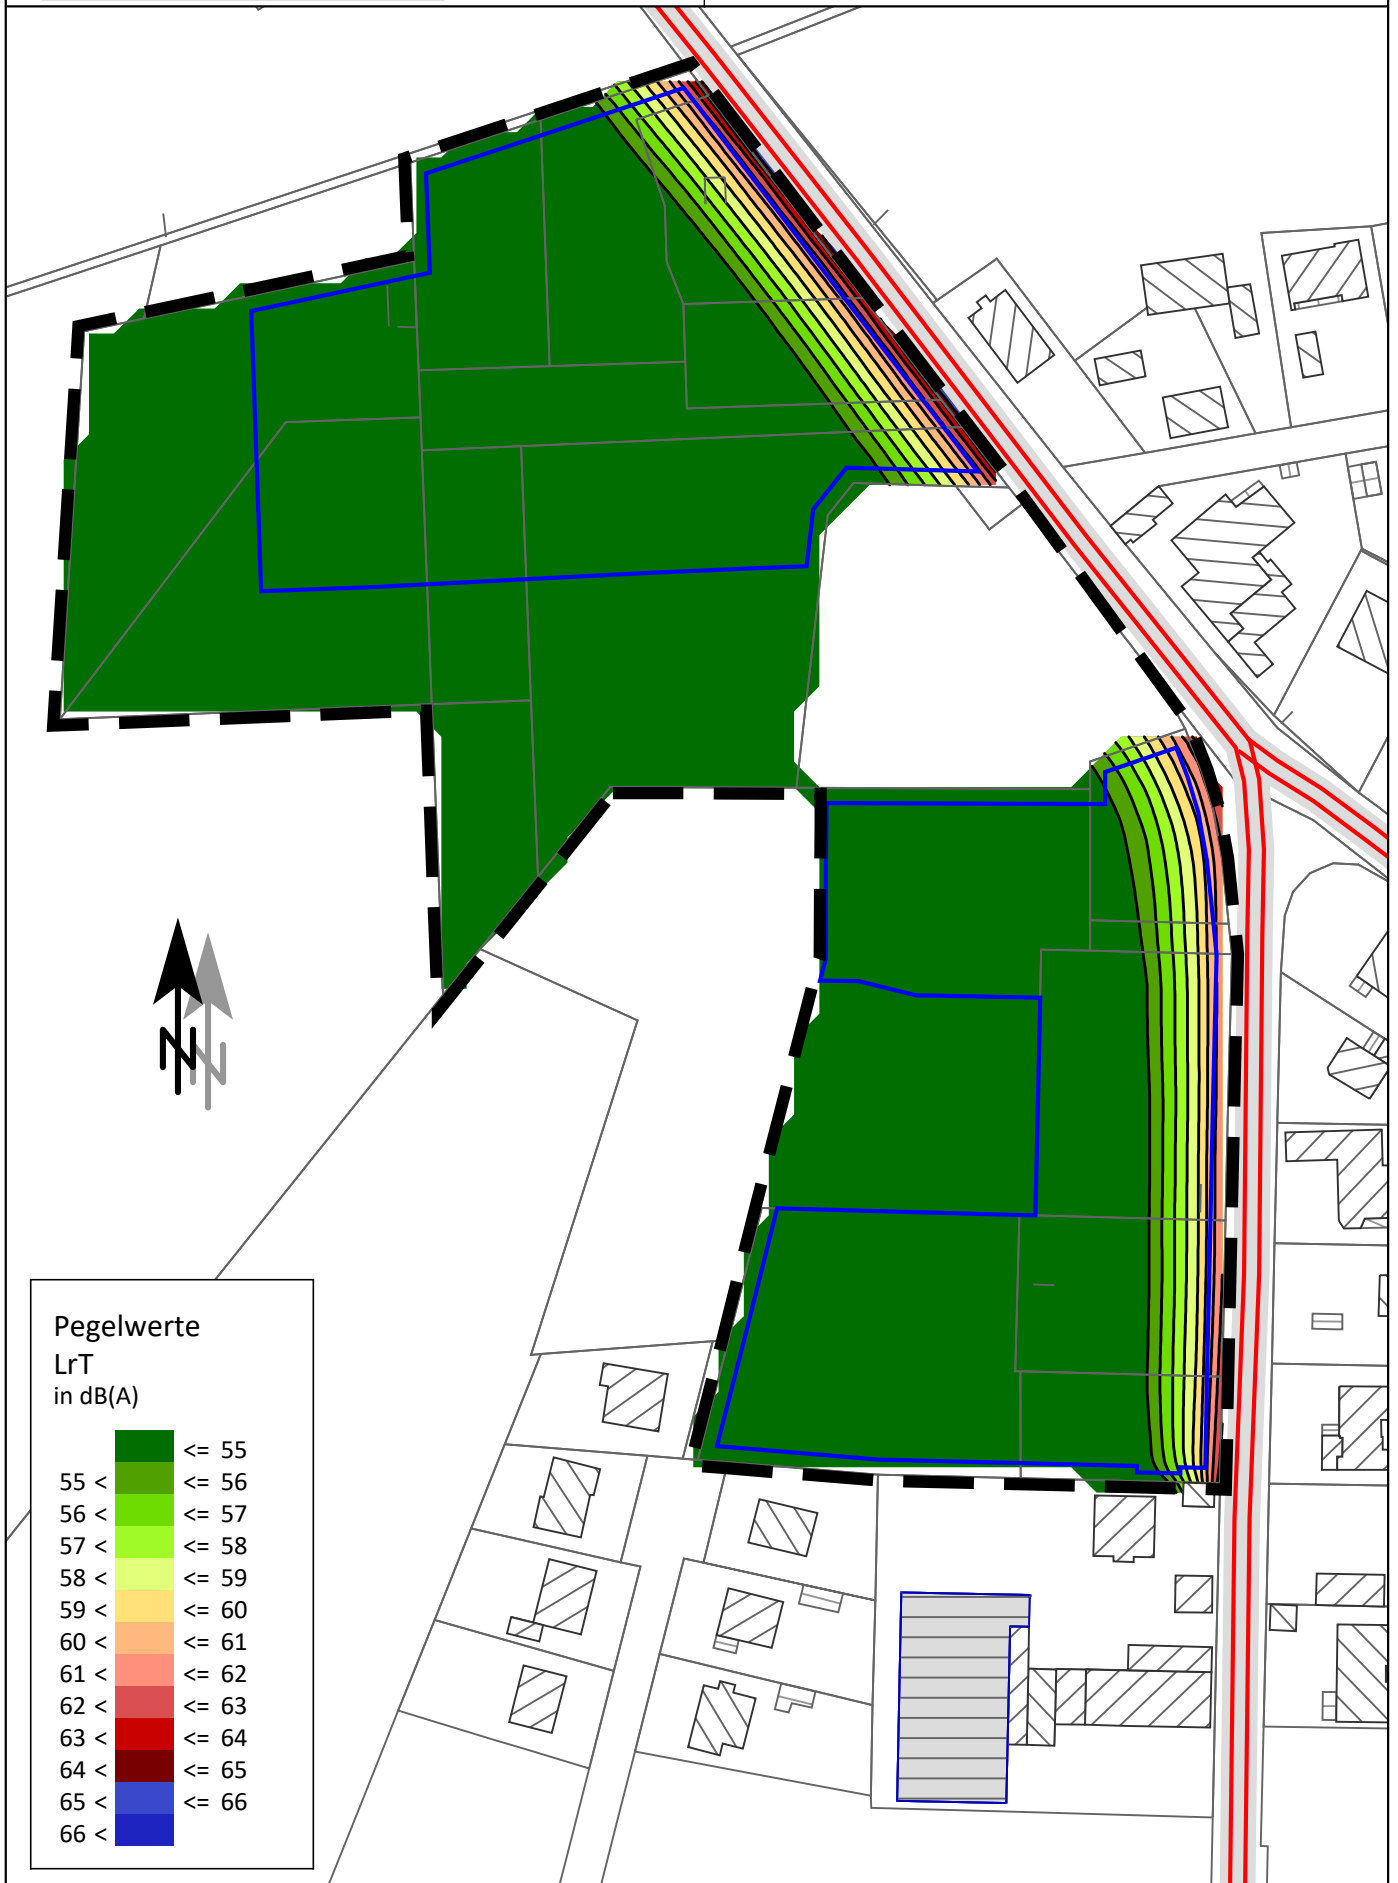 Pegelwerte
LrT
in dB(A)
<= 55
55 < <= 56
56 < <= 57
57 < <= 58
58 < <= 59
59 < <= 60
60 < <= 61
61 < <= 62
62 < <= 63
63 < <= 64
64 < <= 65
65 < <= 66
66 <
N